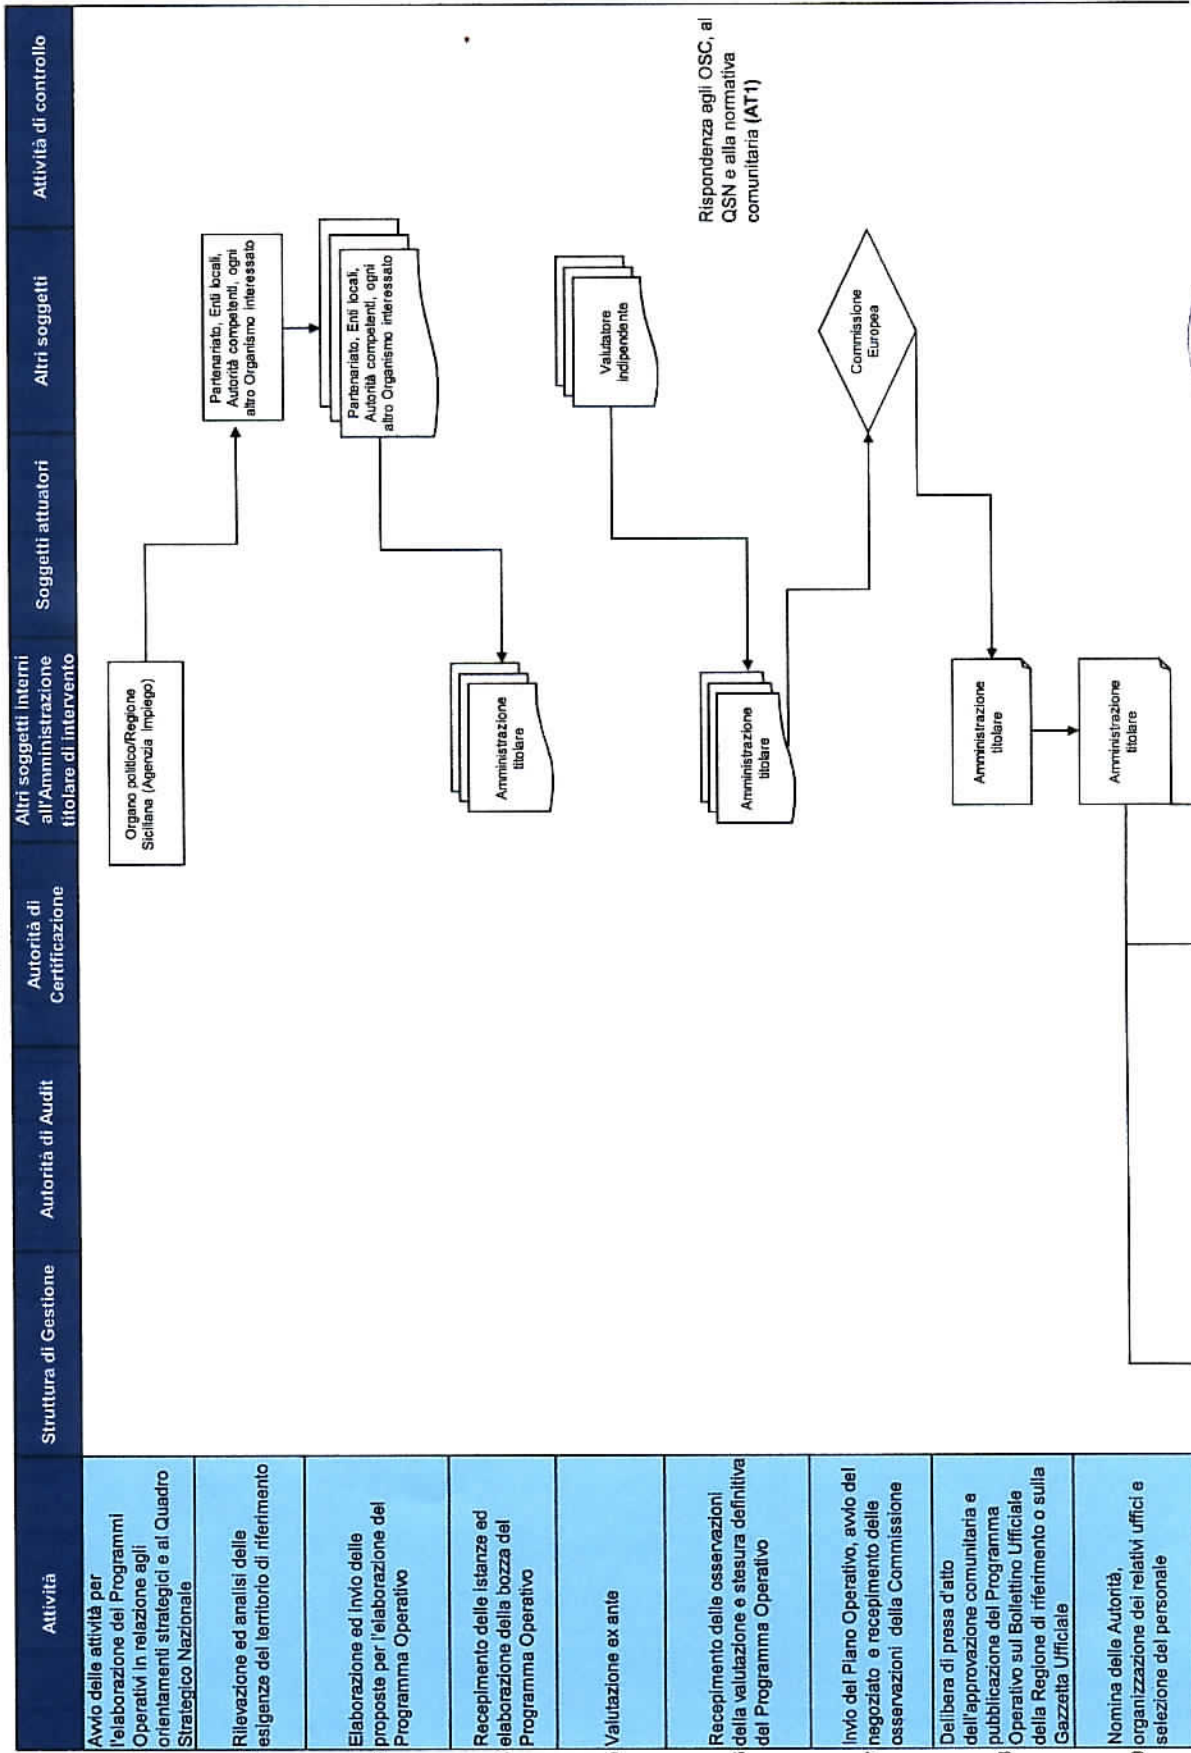 Attività
Struttura di Gestione
Autorità di Audit
Autorità di
Certificazione
Altri soggetti interni
all'Amministrazione
titolare di intervento
Soggetti attuatori
Altri soggetti
Attività di controllo
Avvio delle attività per
l'elaborazione dei Programmi
Operativi in relazione agli
orientamenti strategici e al Quadro
Strategico Nazionale
Organo politico/Regione
Siciliana (Agenzia Impiego)
Rilevazione ed analisi delle
esigenze del territorio di riferimento
Partenariato, Enti locali,
Autorità competenti, ogni
altro Organismo interessato
Elaborazione ed invio delle
proposte per l'elaborazione del
Programma Operativo
Partenariato, Enti locali,
Autorità competenti, ogni
altro Organismo interessato
Recepimento delle istanze ed
elaborazione della bozza del
Programma Operativo
Amministrazione
titolare
Valutazione ex ante
Valutatore
indipendente
Recepimento delle osservazioni
della valutazione e stesura definitiva
del Programma Operativo
Amministrazione
titolare
Rispondenza agli OSC, al
QSN e alla normativa
comunitaria (AT1)
Invio del Piano Operativo, avvio del
negoziato e recepimento delle
osservazioni della Commissione
Commissione
Europea
Delibera di presa d'atto
dell'approvazione comunitaria e
pubblicazione del Programma
Operativo sul Bollettino Ufficiale
della Regione di riferimento o sulla
Gazzetta Ufficiale
Amministrazione
titolare
Nomina delle Autorità,
organizzazione dei relativi uffici e
selezione del personale
Amministrazione
titolare